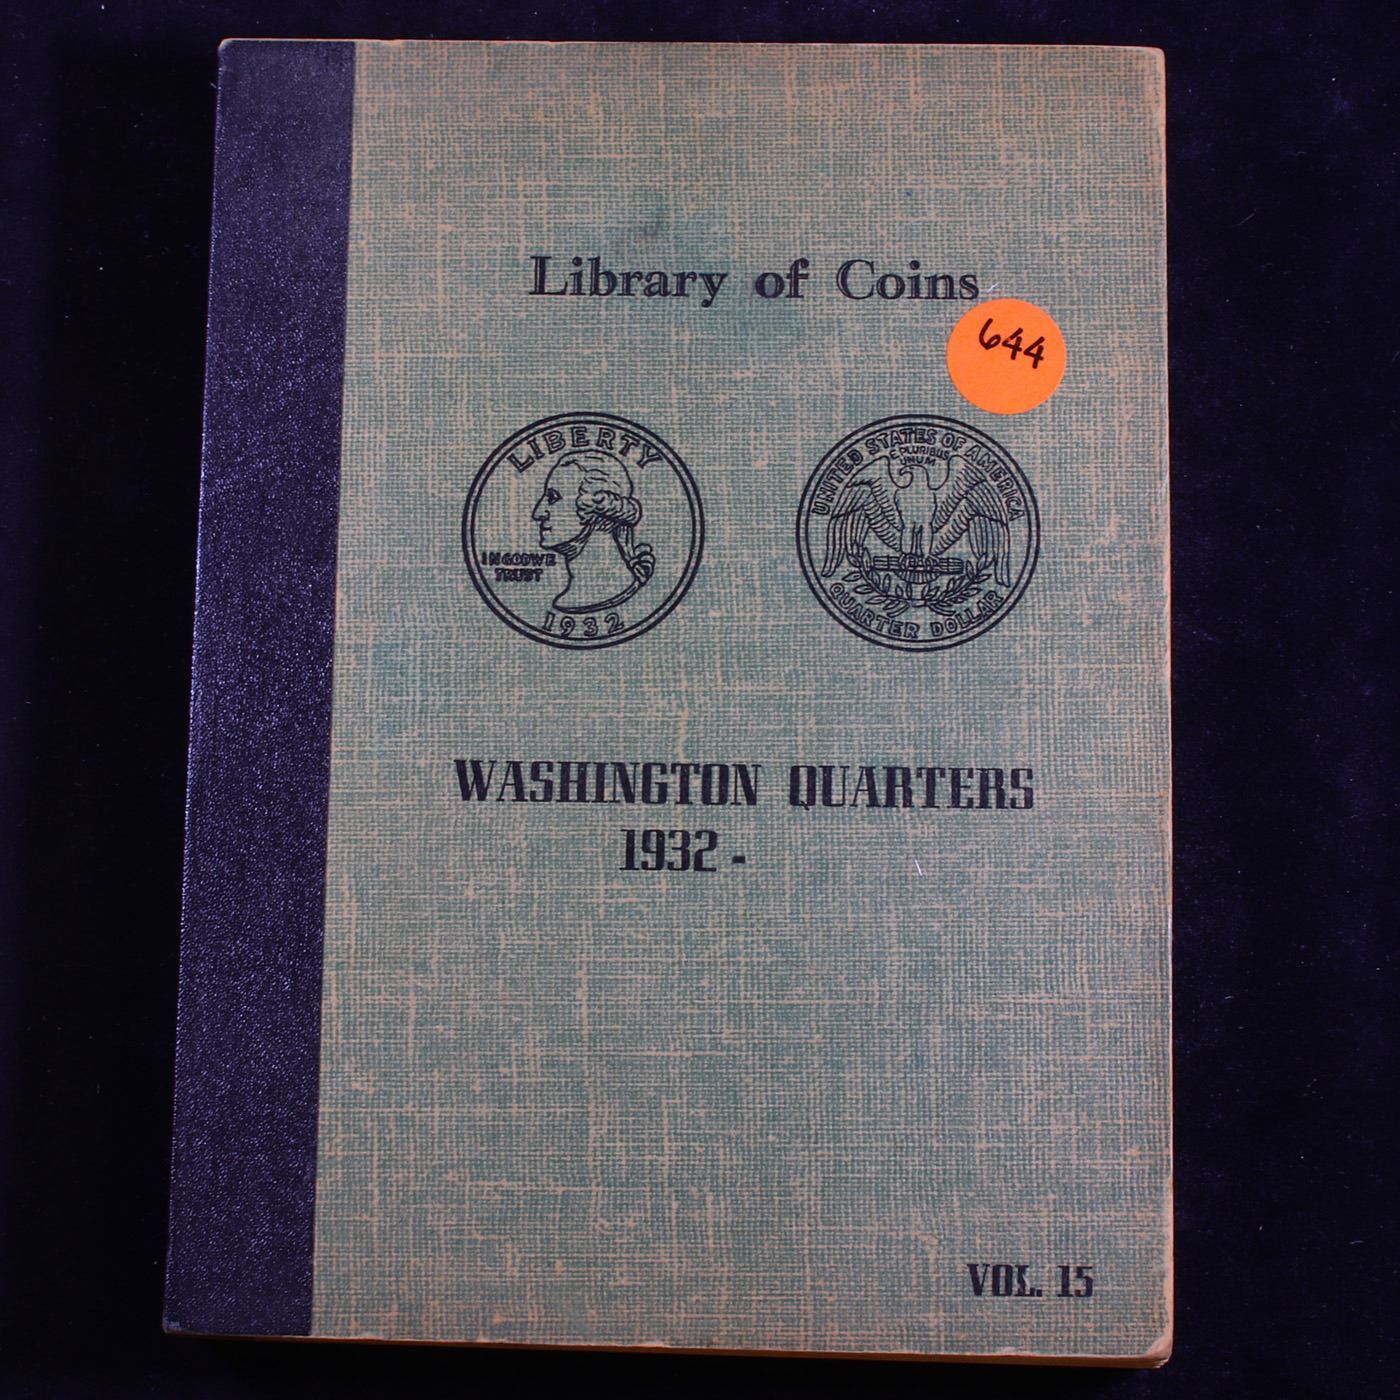 Library of Coins
644
LIBERTY
IN GOD WE
TRUST
1932
UNITED STATES OF AMERICA
E PLURIBUS
UNUM
QUARTER DOLLAR
WASHINGTON QUARTERS
1932 -
VOL. 15